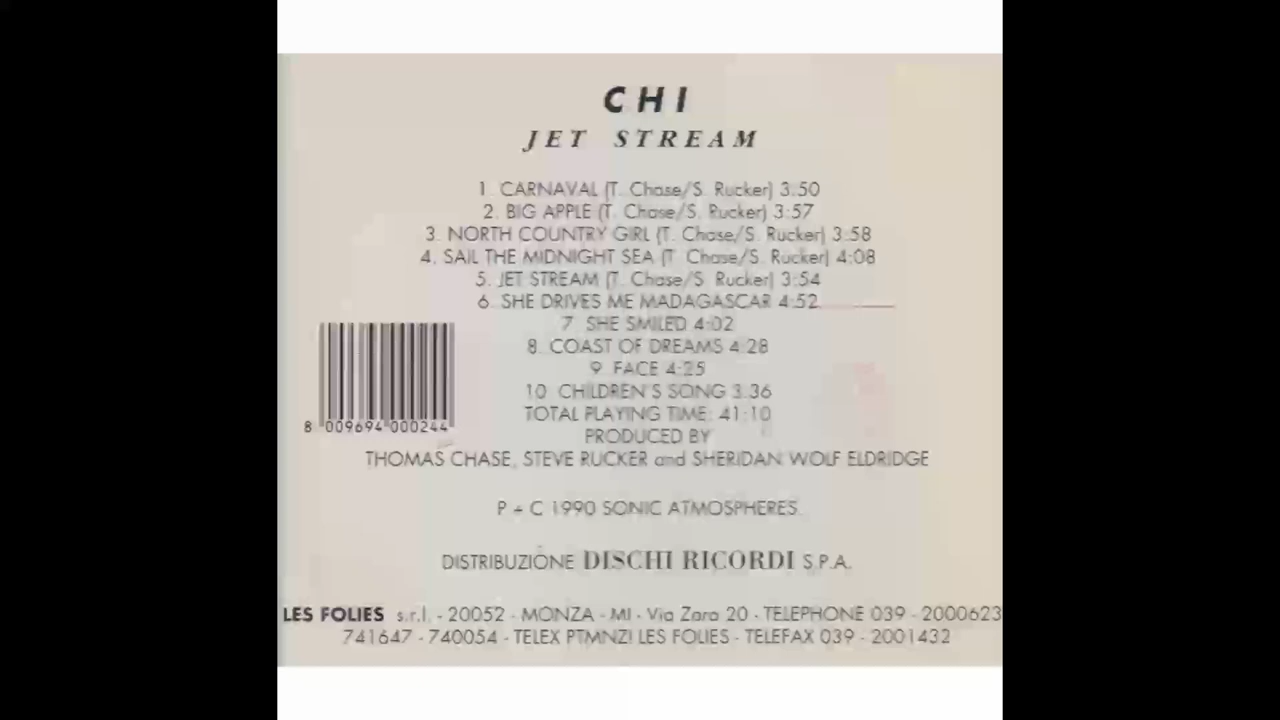 CHI
JET STREAM
1. CARNAVAL (T. Chase/S. Rucker) 3:50
2. BIG APPLE (T. Chase/S. Rucker) 3:57
3. NORTH COUNTRY GIRL (T. Chase/S. Rucker) 3:58
4. SAIL THE MIDNIGHT SEA (T. Chase/S. Rucker) 4:08
5. JET STREAM (T. Chase/S. Rucker) 3:54
6. SHE DRIVES ME MADAGASCAR 4:52
7. SHE SMILED 4:02
8. COAST OF DREAMS 4:28
9. FACE 4:25
10. CHILDREN'S SONG 3:36
TOTAL PLAYING TIME: 41:10
PRODUCED BY
THOMAS CHASE, STEVE RUCKER and SHERIDAN WOLF ELDRIDGE
8 009694 000244
P + C 1990 SONIC ATMOSPHERES.
DISTRIBUZIONE DISCHI RICORDI S.P.A.
LES FOLIES s.r.l. - 20052 - MONZA - MI - Via Zara 20 - TELEPHONE 039 - 2000623
741647 - 740054 - TELEX PTMNZI LES FOLIES - TELEFAX 039 - 2001432